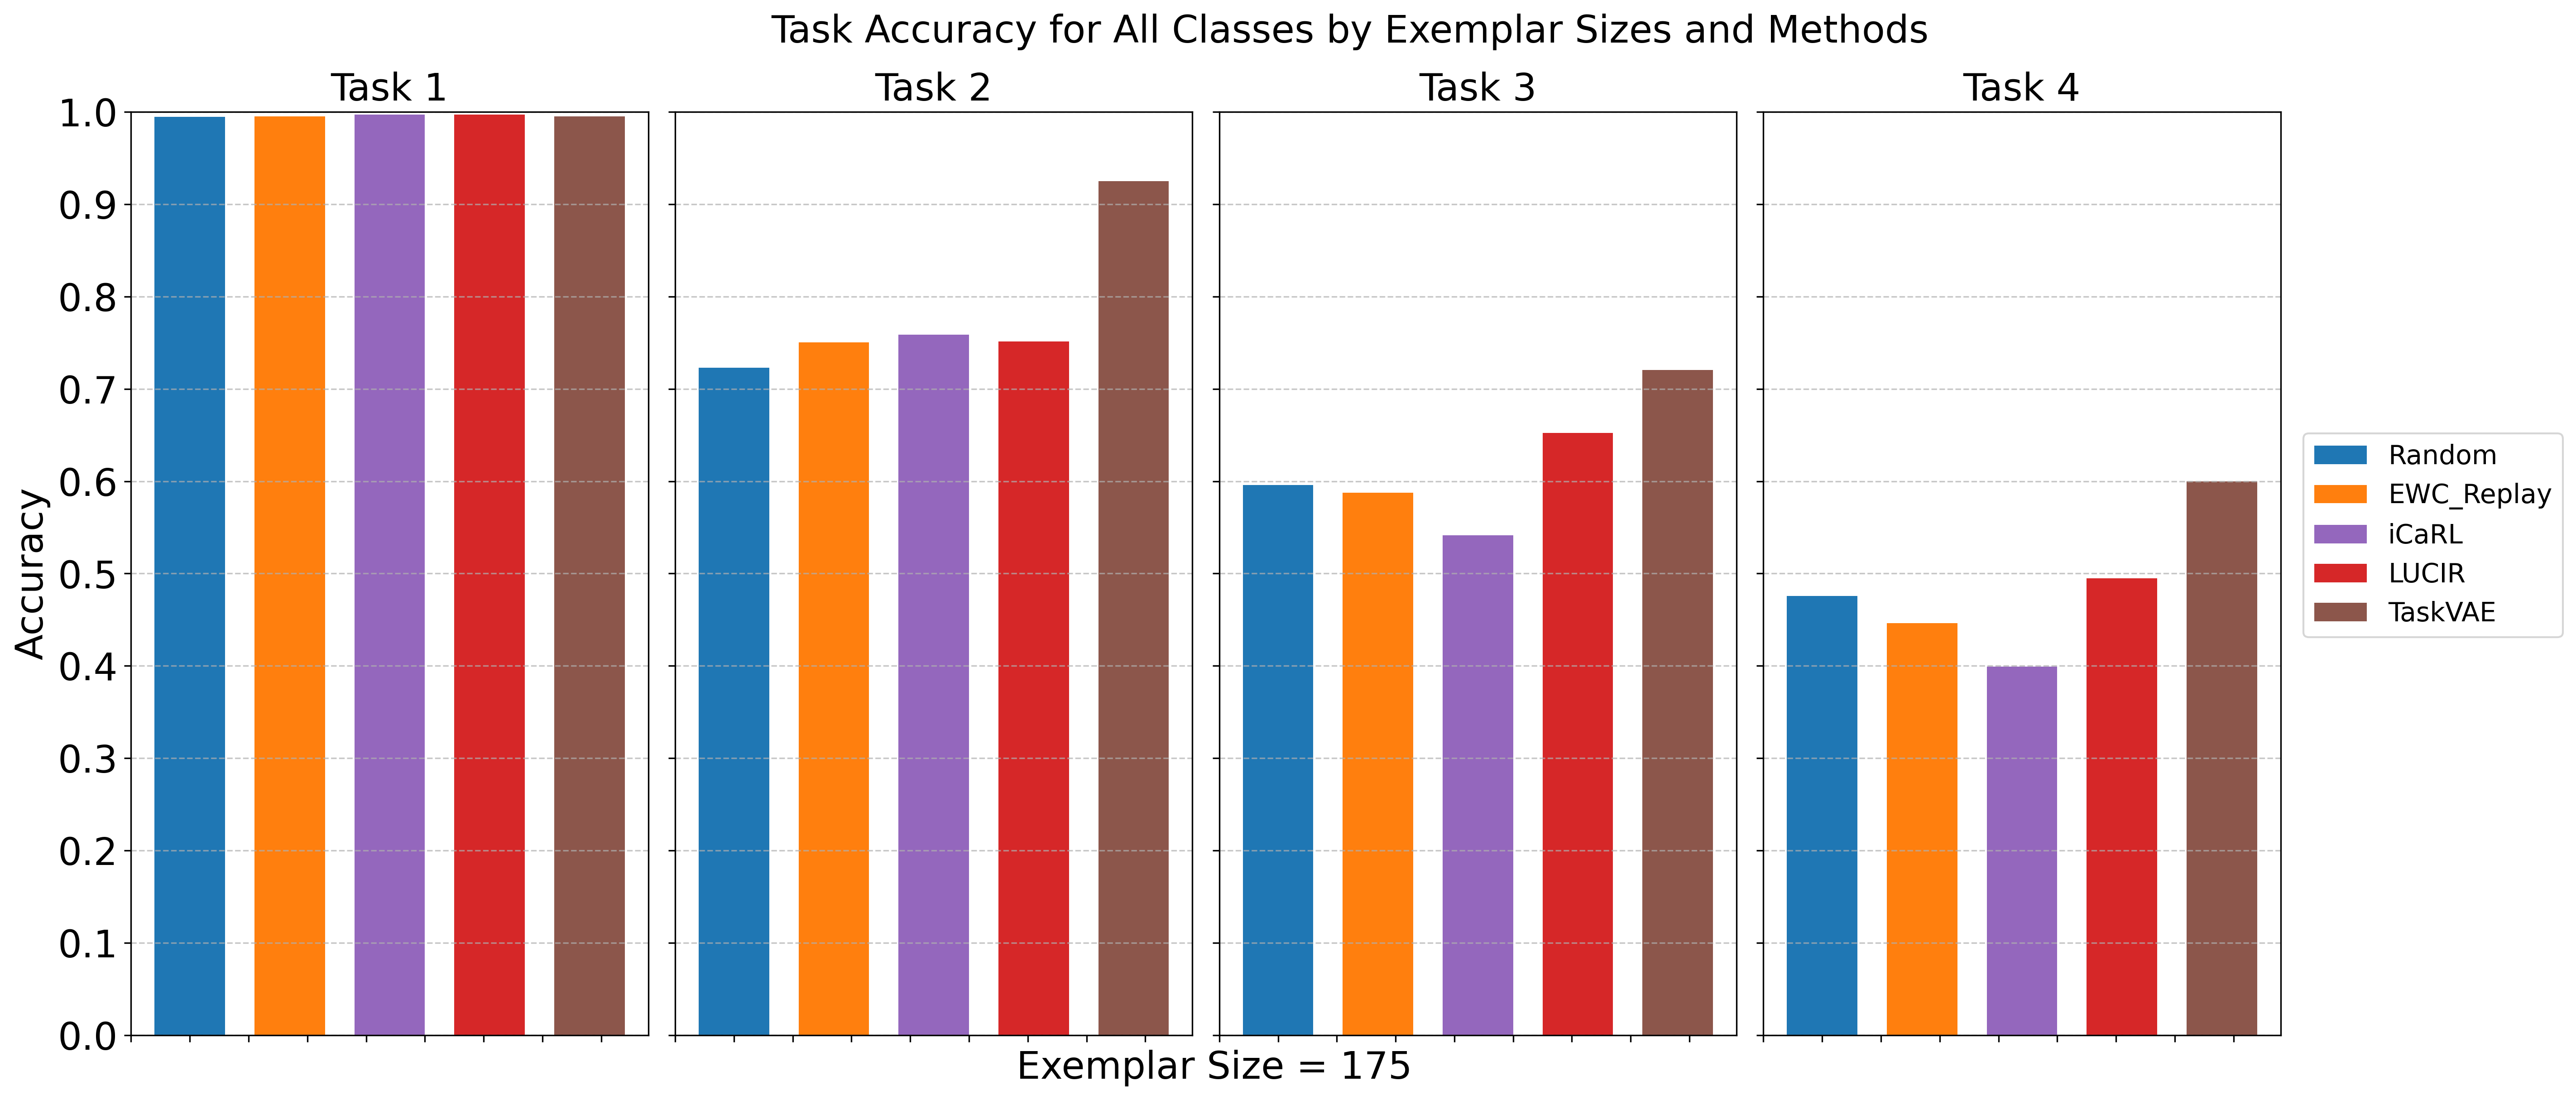 Task Accuracy for All Classes by Exemplar Sizes and Methods
Task 1
Task 2
Task 3
Task 4
1.0
0.9
0.8
0.7
0.6
0.5
0.4
0.3
0.2
0.1
0.0
Accuracy
Exemplar Size = 175
Random
EWC_Replay
iCaRL
LUCIR
TaskVAE